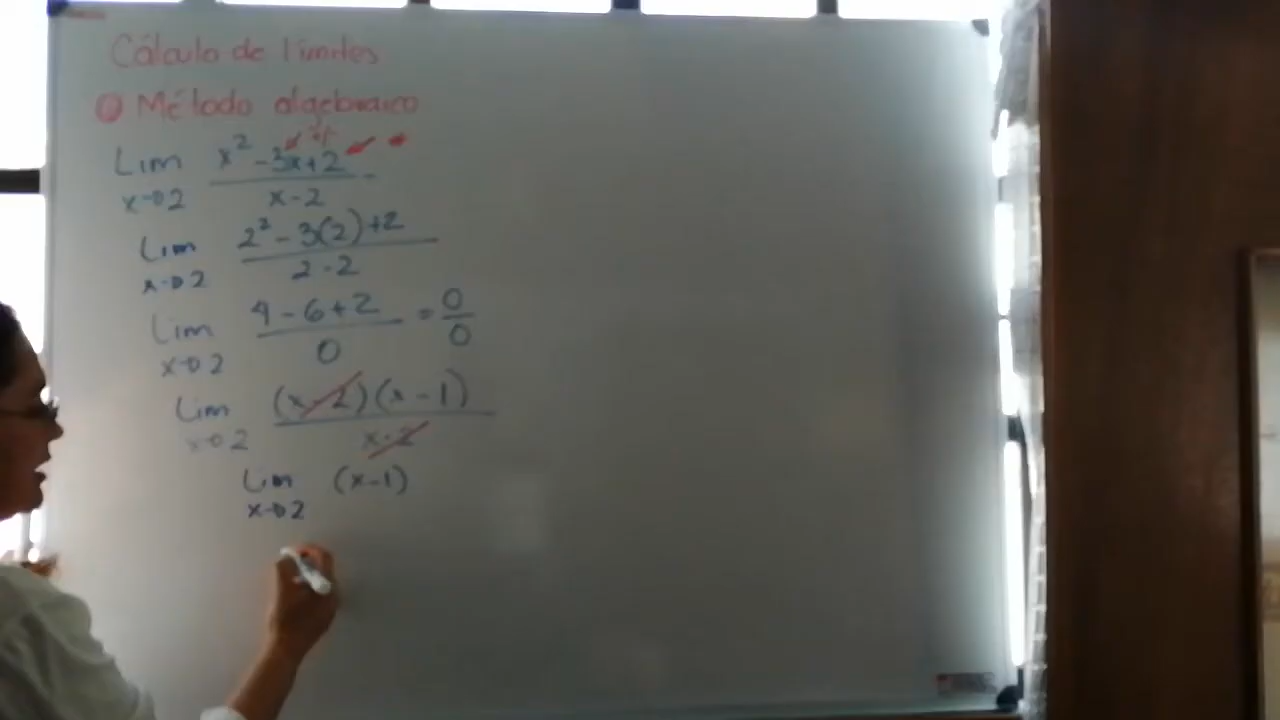 Cálculo de límites
① Método algebraico
Lim x→2 x² - 3x + 2 / x - 2
Lim x→2 2² - 3(2) + 2 / 2 - 2
Lim x→2 4 - 6 + 2 / 0 = 0 / 0
Lim x→2 (x - 2)(x - 1) / x - 2
Lim x→2 (x - 1)